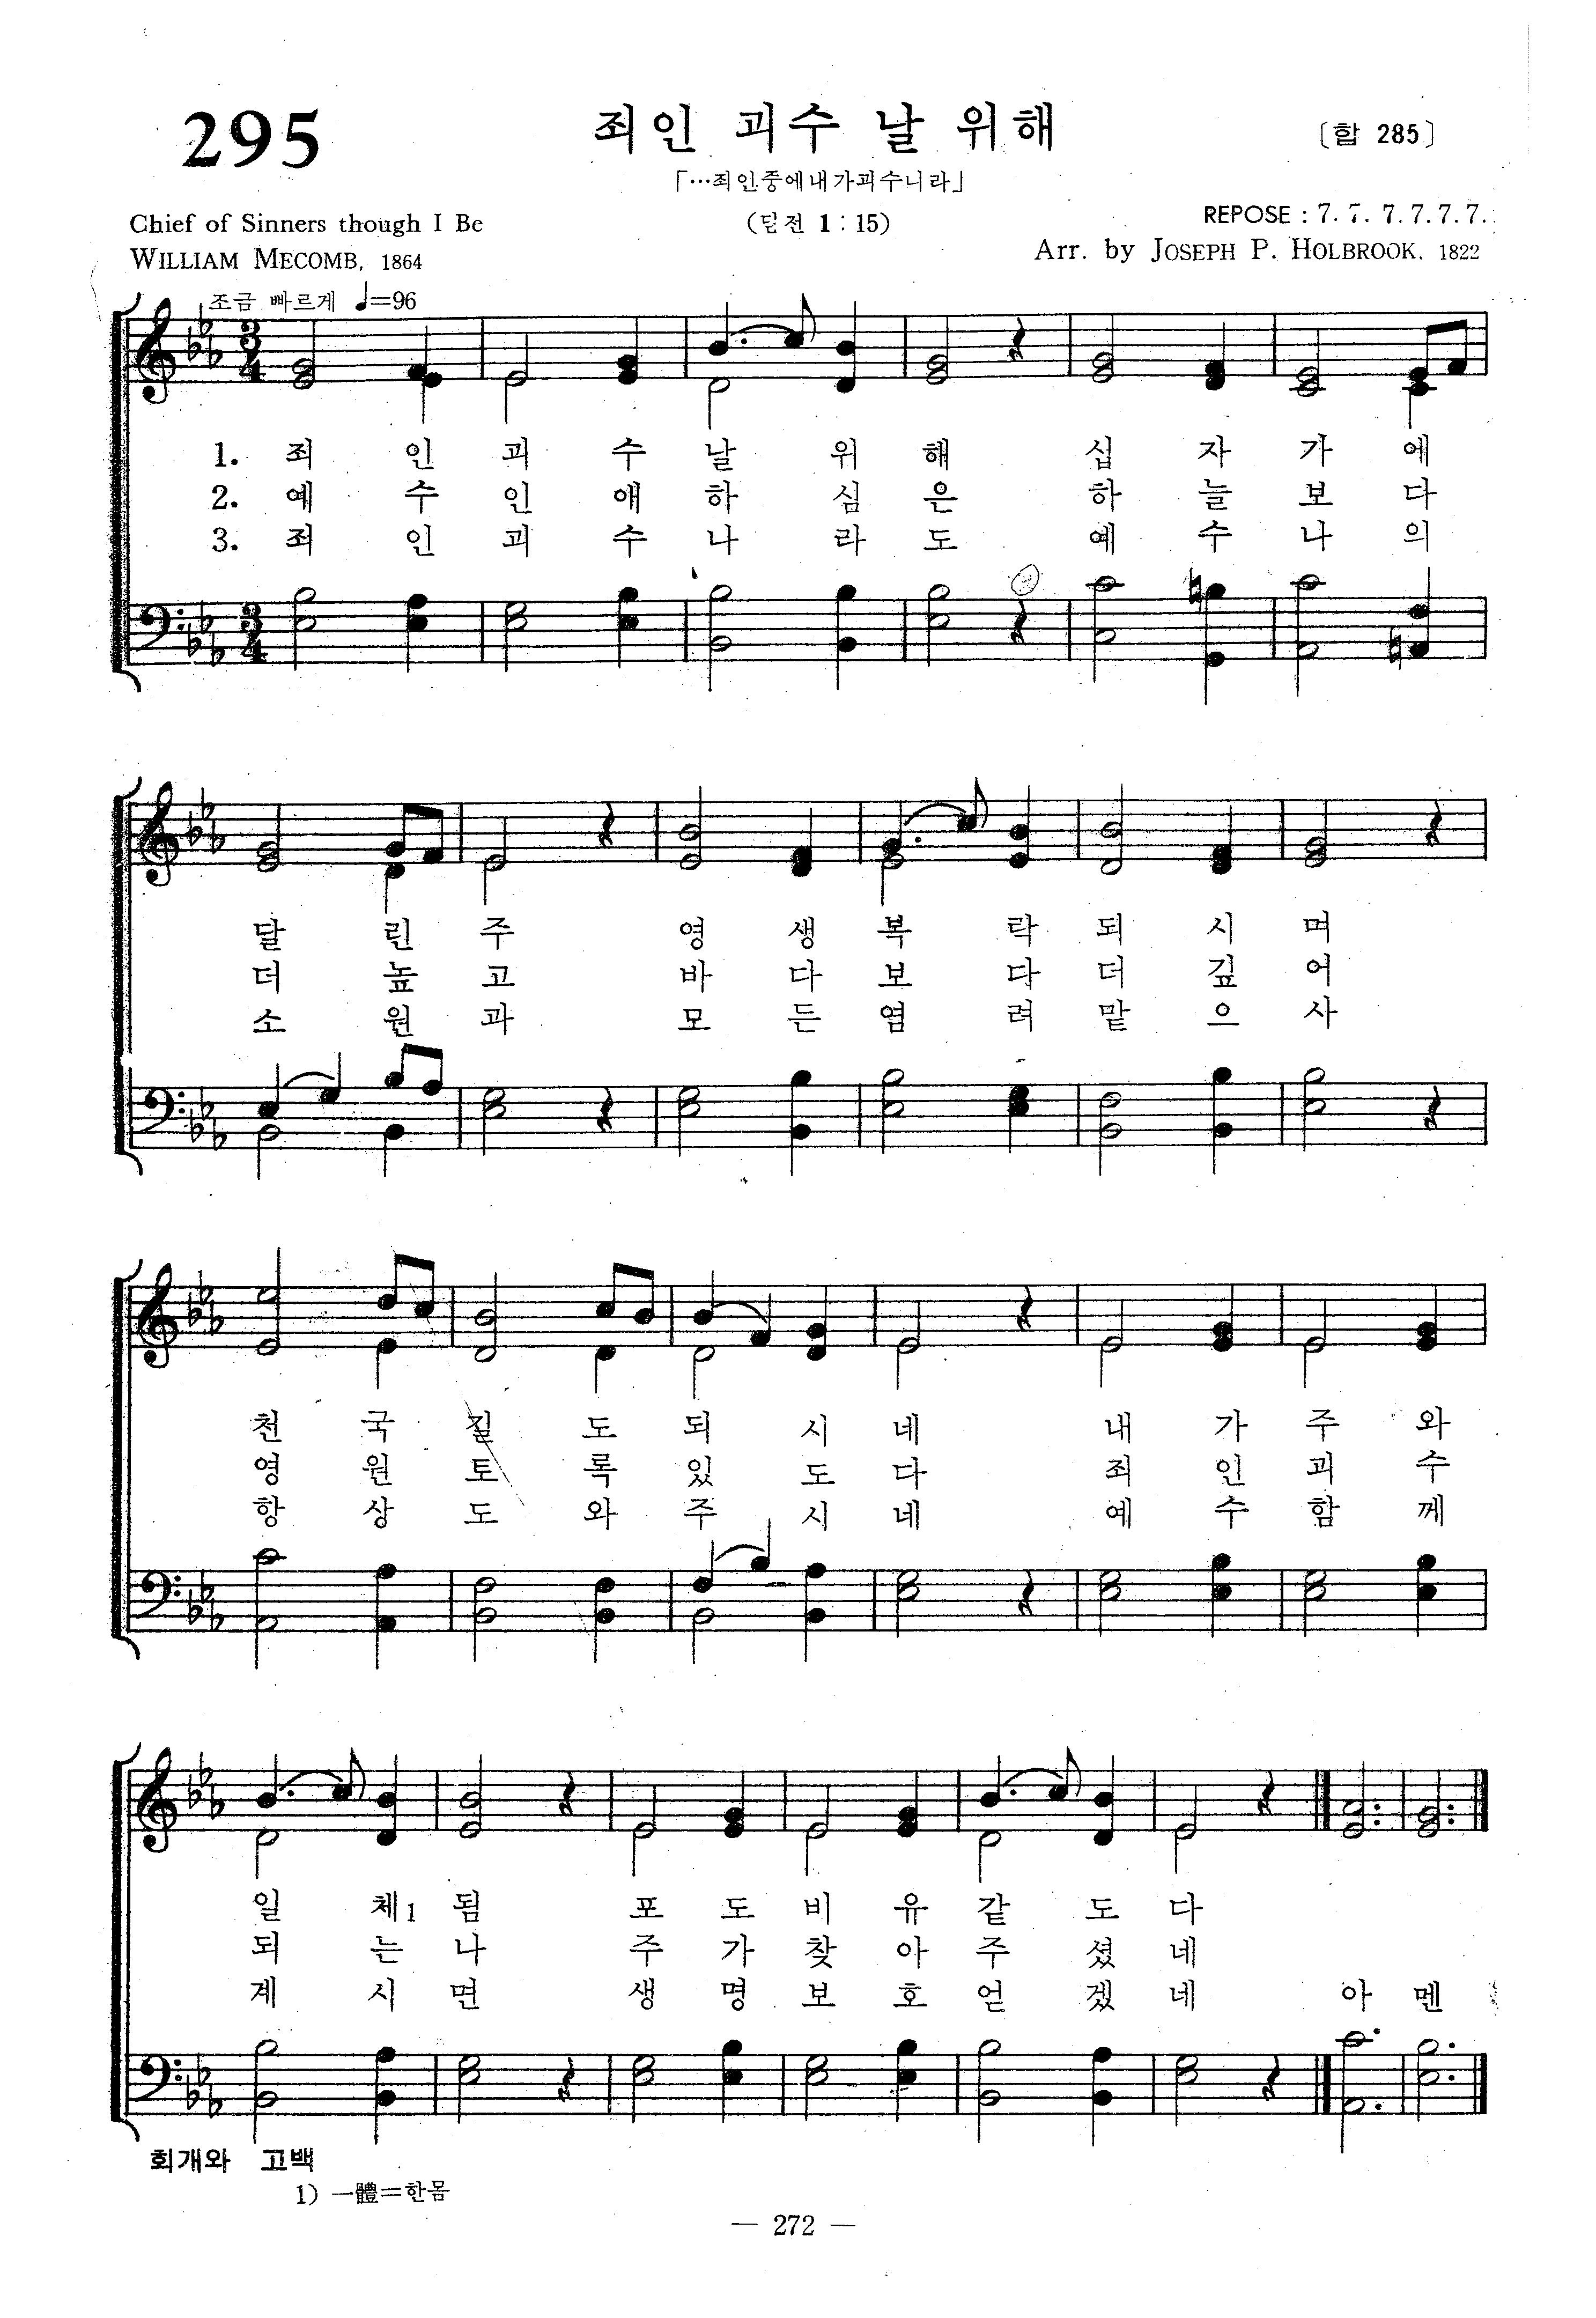 295
죄인 괴수 날 위해
〔합 285〕
「…죄인중에내가괴수니라」
(딤전 1 : 15)
Chief of Sinners though I Be
REPOSE : 7. 7. 7. 7. 7. 7.
WILLIAM MECOMB, 1864
Arr. by JOSEPH P. HOLBROOK, 1822
조금 빠르게 ♩=96
1. 죄 인 괴 수 날 위 해 십 자 가 에
2. 예 수 인 애 하 심 은 하 늘 보 다
3. 죄 인 괴 수 나 라 도 예 수 나 의
달 린 주 영 생 복 락 되 시 며
더 높 고 바 다 보 다 더 깊 어
소 원 과 모 든 염 려 맡 으 사
천 국 길 도 되 시 네 내 가 주 와
영 원 토 록 있 도 다 죄 인 괴 수
항 상 도 와 주 시 네 예 수 함 께
일 체1 됨 포 도 비 유 같 도 다
되 는 나 주 가 찾 아 주 셨 네
계 시 면 생 명 보 호 얻 겠 네 아 멘
회개와 고백
1) 一體=한몸
— 272 —